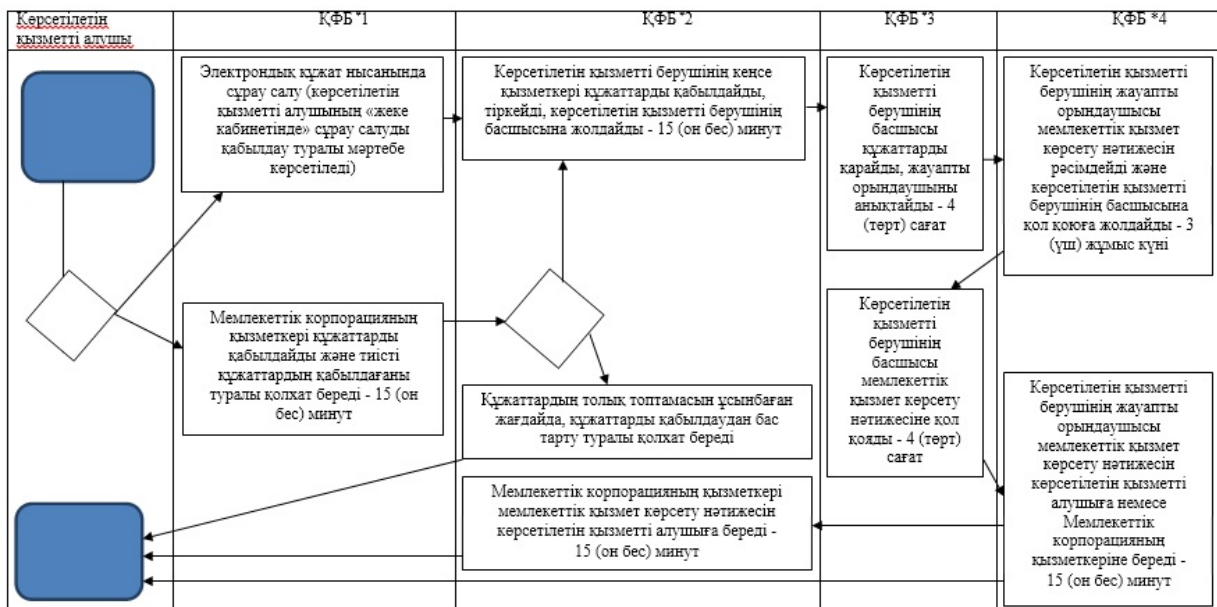 Көрсетілетін
қызметті алушы
ҚФБ *1
ҚФБ *2
ҚФБ *3
ҚФБ *4
Электрондық құжат нысанында
сұрау салу (көрсетілетін
қызметті алушының «жеке
кабинетінде» сұрау салуды
қабылдау туралы мәртебе
көрсетіледі)
Көрсетілетін қызметті берушінің кеңсе
қызметкері құжаттарды қабылдайды,
тіркейді, көрсетілетін қызметті берушінің
басшысына жолдайды - 15 (он бес) минут
Көрсетілетін
қызметті
берушінің
басшысы
құжаттарды
қарайды, жауапты
орындаушыны
анықтайды - 4
(төрт) сағат
Көрсетілетін қызметті
берушінің жауапты
орындаушысы
мемлекеттік қызмет
көрсету нәтижесін
рәсімдейді және
көрсетілетін қызметті
берушінің басшысына
қол қоюға жолдайды - 3
(үш) жұмыс күні
Мемлекеттік корпорацияның
қызметкері құжаттарды
қабылдайды және тиісті
құжаттардың қабылдағаны
туралы қолхат береді - 15 (он
бес) минут
Құжаттардың толық топтамасын ұсынбаған
жағдайда, құжаттарды қабылдаудан бас
тарту туралы қолхат береді
Мемлекеттік корпорацияның қызметкері
мемлекеттік қызмет көрсету нәтижесін
көрсетілетін қызметті алушыға береді -
15 (он бес) минут
Көрсетілетін
қызметті
берушінің
басшысы
мемлекеттік
қызмет көрсету
нәтижесіне қол
қояды - 4 (төрт)
сағат
Көрсетілетін қызметті
берушінің жауапты
орындаушысы
мемлекеттік қызмет
көрсету нәтижесін
көрсетілетін қызметті
алушыға немесе
Мемлекеттік
корпорацияның
қызметкеріне береді -
15 (он бес) минут